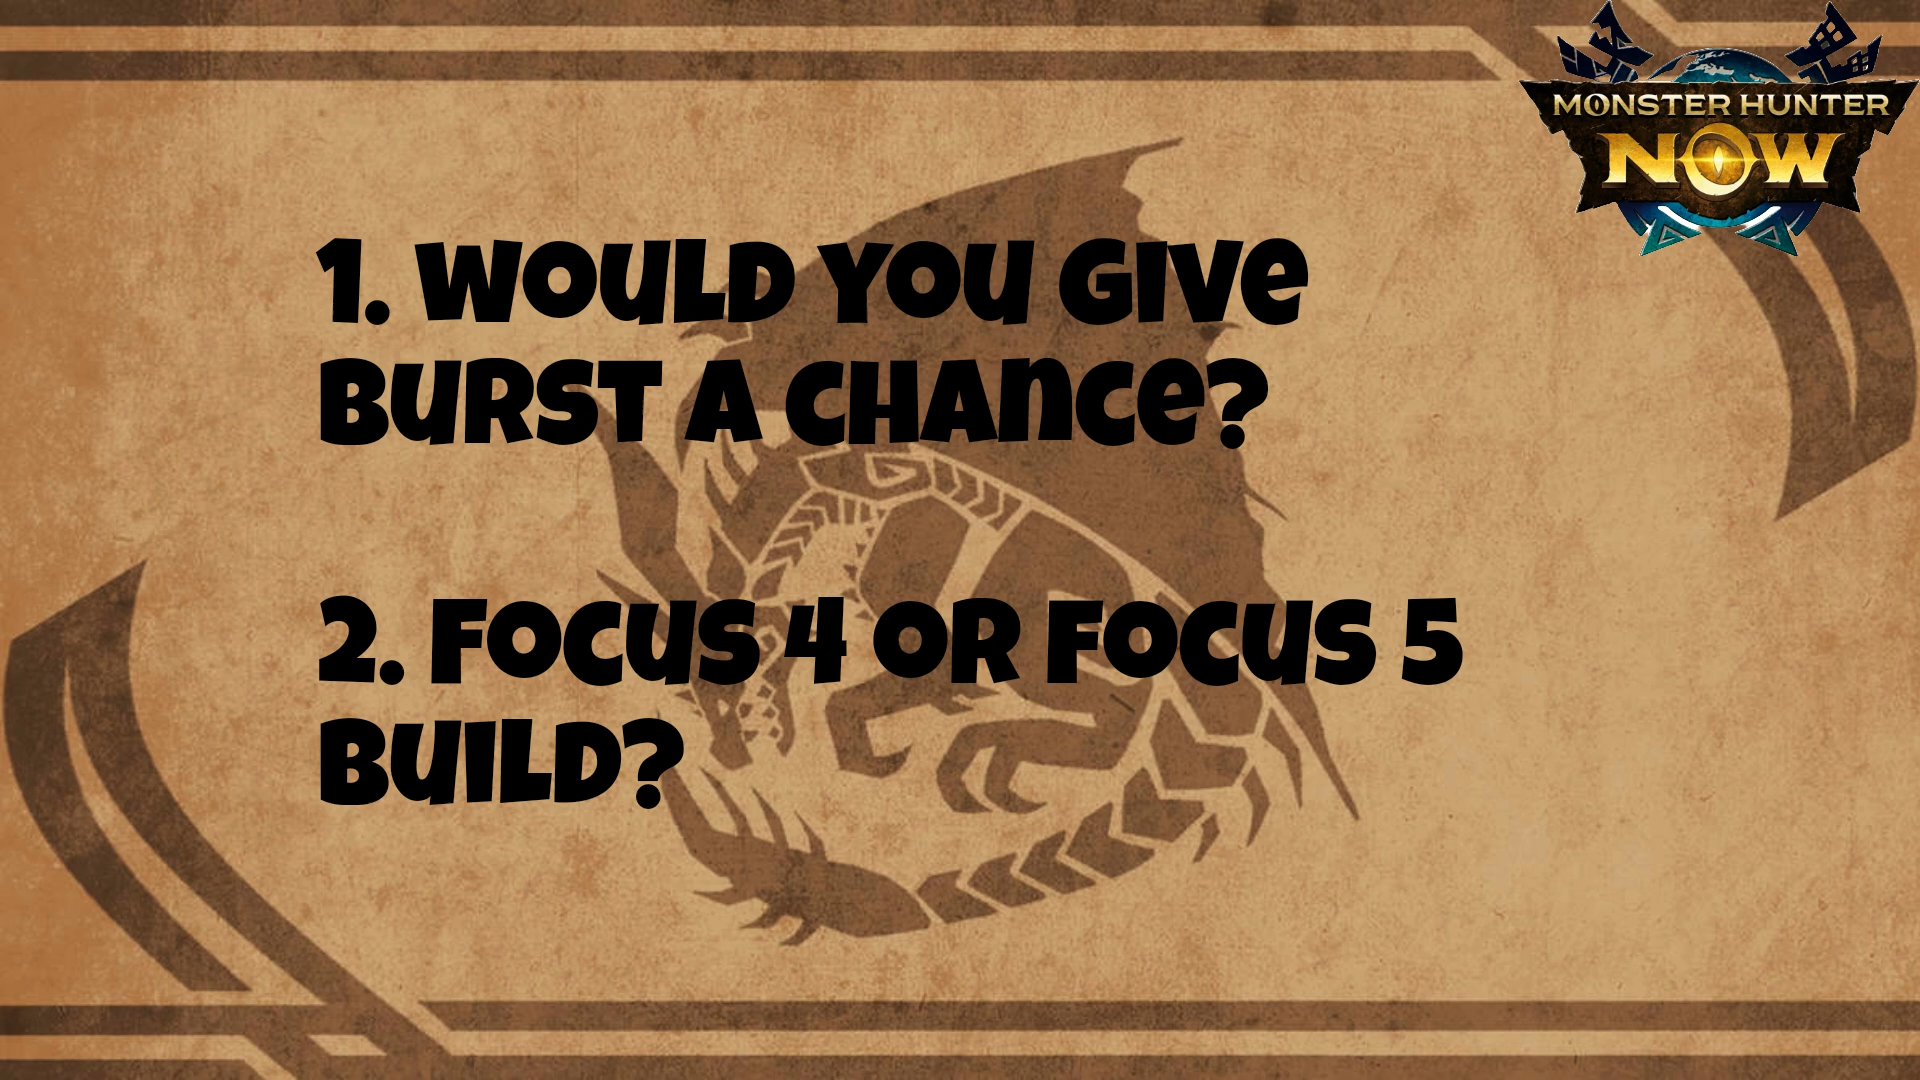 MONSTER HUNTER
NOW
1. WOULD YOU GIVE
BURST A CHANCE?
2. FOCUS 4 OR FOCUS 5
BUILD?